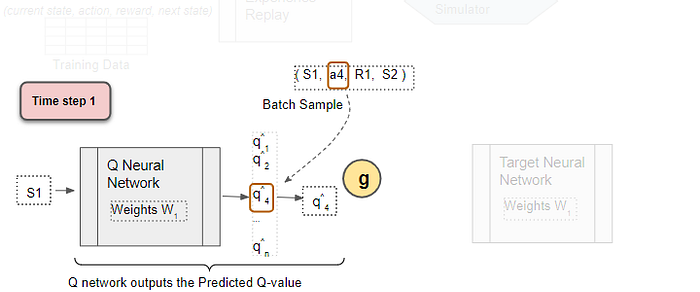 (current state, action, reward, next state)
Experience
Replay
Simulator
Training Data
( S1, a4, R1, S2 )
Time step 1
Batch Sample
q̂1
q̂2
Q Neural
Network
Target Neural
Network
g
S1
q̂4
q̂4
Weights W1
Weights W1
...
q̂n
Q network outputs the Predicted Q-value